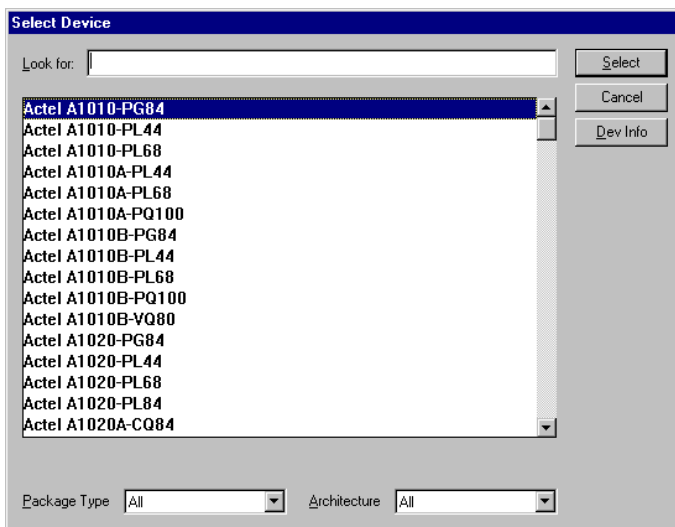 Select Device
Look for:
Select
Cancel
Dev Info
Actel A1010-PG84
Actel A1010-PL44
Actel A1010-PL68
Actel A1010A-PL44
Actel A1010A-PL68
Actel A1010A-PQ100
Actel A1010B-PG84
Actel A1010B-PL44
Actel A1010B-PL68
Actel A1010B-PQ100
Actel A1010B-VQ80
Actel A1020-PG84
Actel A1020-PL44
Actel A1020-PL68
Actel A1020-PL84
Actel A1020A-CQ84
Package Type All Architecture All